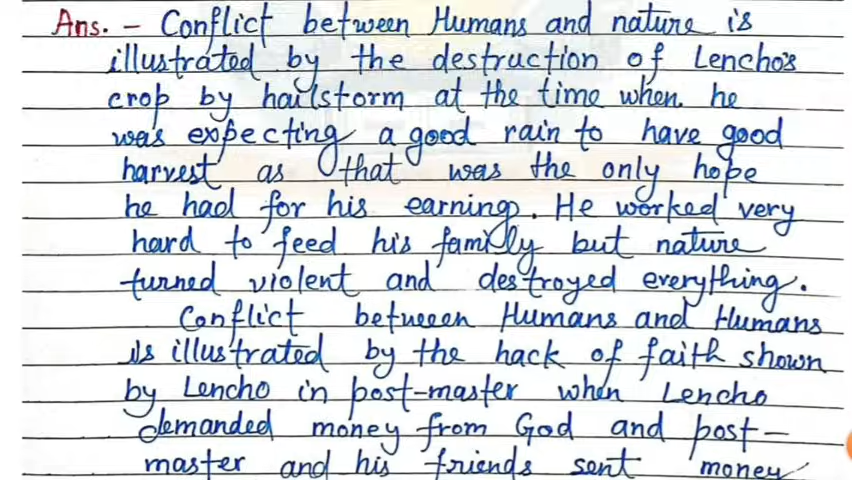 Ans. - Conflict between Humans and nature is
illustrated by the destruction of Lencho's
crop by hailstorm at the time when he
was expecting a good rain to have good
harvest as that was the only hope
he had for his earning. He worked very
hard to feed his family but nature
turned violent and destroyed everything.
Conflict between Humans and Humans
is illustrated by the hack of faith shown
by Lencho in post-master when Lencho
demanded money from God and post-
master and his friends sent money